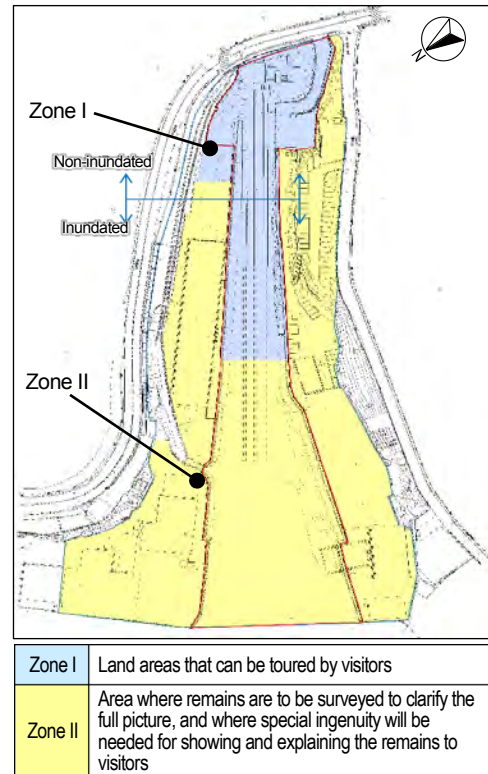 N
Zone I
Non-inundated
Inundated
Zone II
Zone I
Land areas that can be toured by visitors
Zone II
Area where remains are to be surveyed to clarify the
full picture, and where special ingenuity will be
needed for showing and explaining the remains to
visitors